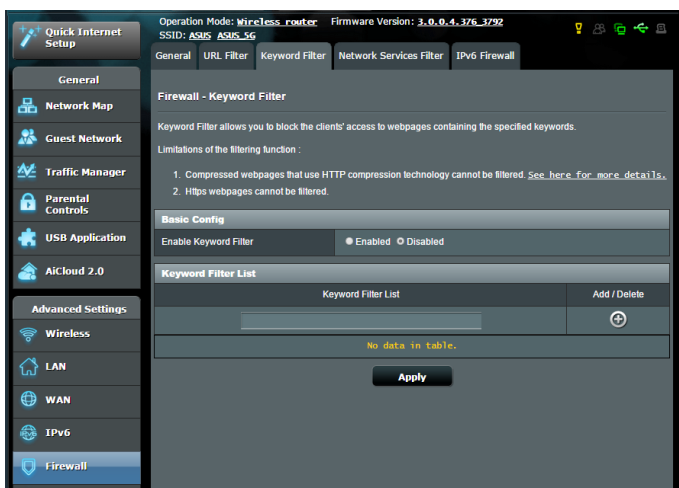 Quick Internet
Setup
General
Network Map
Guest Network
Traffic Manager
Parental
Controls
USB Application
AiCloud 2.0
Advanced Settings
Wireless
LAN
WAN
IPv6
Firewall
Operation Mode: Wireless router Firmware Version: 3.0.0.4.376_3792
SSID: ASUS ASUS_5G
General URL Filter Keyword Filter Network Services Filter IPv6 Firewall
Firewall - Keyword Filter
Keyword Filter allows you to block the clients' access to webpages containing the specified keywords.
Limitations of the filtering function :
1. Compressed webpages that use HTTP compression technology cannot be filtered. See here for more details.
2. Https webpages cannot be filtered.
Basic Config
Enable Keyword Filter Enabled Disabled
Keyword Filter List
Keyword Filter List Add / Delete
No data in table.
Apply